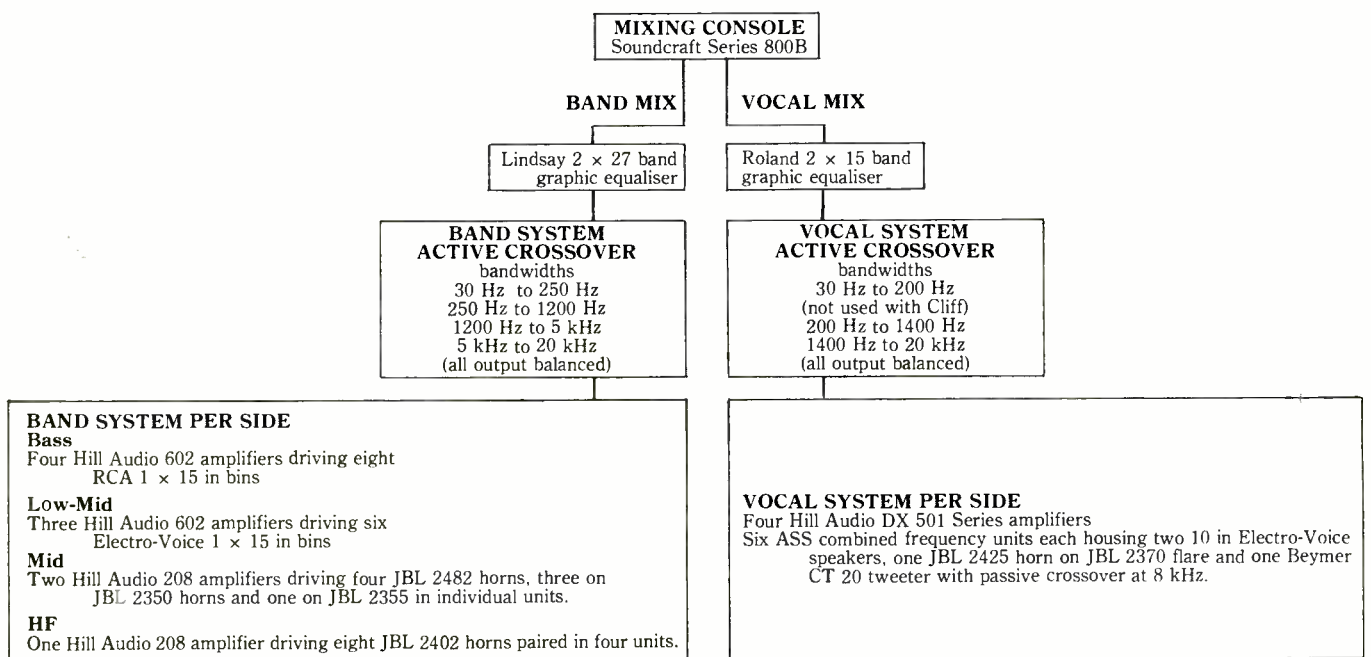 MIXING CONSOLE
Soundcraft Series 800B
BAND MIX
VOCAL MIX
Lindsay 2 × 27 band
graphic equaliser
Roland 2 × 15 band
graphic equaliser
BAND SYSTEM
ACTIVE CROSSOVER
bandwidths
30 Hz to 250 Hz
250 Hz to 1200 Hz
1200 Hz to 5 kHz
5 kHz to 20 kHz
(all output balanced)
VOCAL SYSTEM
ACTIVE CROSSOVER
bandwidths
30 Hz to 200 Hz
(not used with Cliff)
200 Hz to 1400 Hz
1400 Hz to 20 kHz
(all output balanced)
BAND SYSTEM PER SIDE
Bass
Four Hill Audio 602 amplifiers driving eight
RCA 1 × 15 in bins
Low-Mid
Three Hill Audio 602 amplifiers driving six
Electro-Voice 1 × 15 in bins
Mid
Two Hill Audio 208 amplifiers driving four JBL 2482 horns, three on
JBL 2350 horns and one on JBL 2355 in individual units.
HF
One Hill Audio 208 amplifier driving eight JBL 2402 horns paired in four units.
VOCAL SYSTEM PER SIDE
Four Hill Audio DX 501 Series amplifiers
Six ASS combined frequency units each housing two 10 in Electro-Voice
speakers, one JBL 2425 horn on JBL 2370 flare and one Beymer
CT 20 tweeter with passive crossover at 8 kHz.